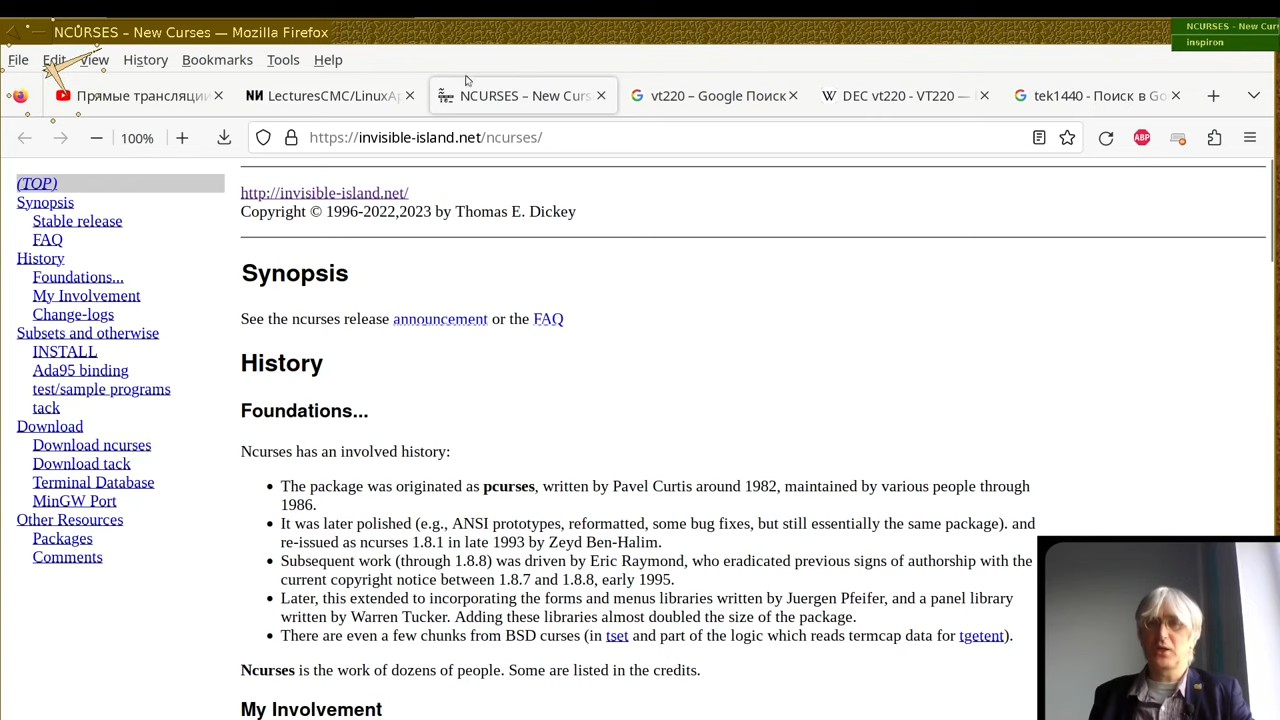 NCURSES – New Curses — Mozilla Firefox
NCURSES - New Cur
inspiron
File Edit View History Bookmarks Tools Help
Прямые трансляции
LecturesCMC/LinuxAp
NCURSES – New Curs
vt220 – Google Поиск
DEC vt220 - VT220 —
tek1440 - Поиск в Go
100%
https://invisible-island.net/ncurses/
ABP
(TOP)
Synopsis
Stable release
FAQ
History
Foundations...
My Involvement
Change-logs
Subsets and otherwise
INSTALL
Ada95 binding
test/sample programs
tack
Download
Download ncurses
Download tack
Terminal Database
MinGW Port
Other Resources
Packages
Comments
http://invisible-island.net/
Copyright © 1996-2022,2023 by Thomas E. Dickey
Synopsis
See the ncurses release announcement or the FAQ
History
Foundations...
Ncurses has an involved history:
• The package was originated as pcurses, written by Pavel Curtis around 1982, maintained by various people through
1986.
• It was later polished (e.g., ANSI prototypes, reformatted, some bug fixes, but still essentially the same package). and
re-issued as ncurses 1.8.1 in late 1993 by Zeyd Ben-Halim.
• Subsequent work (through 1.8.8) was driven by Eric Raymond, who eradicated previous signs of authorship with the
current copyright notice between 1.8.7 and 1.8.8, early 1995.
• Later, this extended to incorporating the forms and menus libraries written by Juergen Pfeifer, and a panel library
written by Warren Tucker. Adding these libraries almost doubled the size of the package.
• There are even a few chunks from BSD curses (in tset and part of the logic which reads termcap data for tgetent).
Ncurses is the work of dozens of people. Some are listed in the credits.
My Involvement